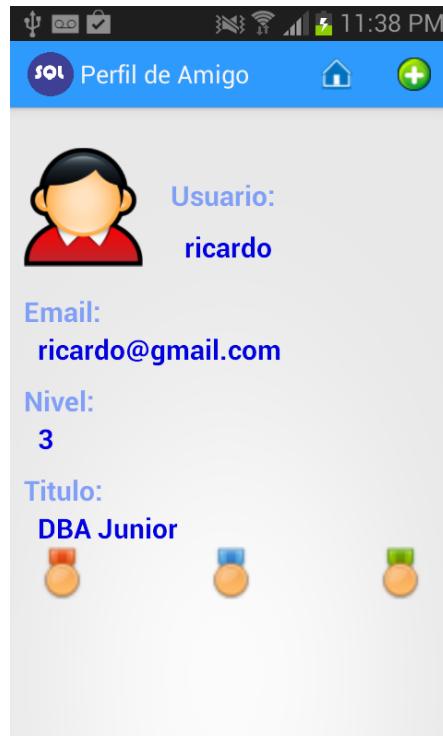 11:38 PM
SQL Perfil de Amigo
Usuario:
ricardo
Email:
ricardo@gmail.com
Nivel:
3
Titulo:
DBA Junior